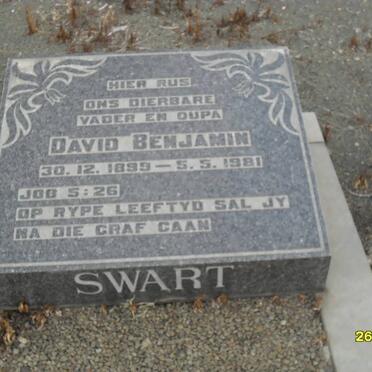 HIER RUS
ONS DIERBARE
VADER EN OUPA
DAVID BENJAMIN
30.12.1899 – 5.5.1981
JOB 5:26
OP RYPE LEEFTYD SAL JY
NA DIE GRAF GAAN
SWART
26